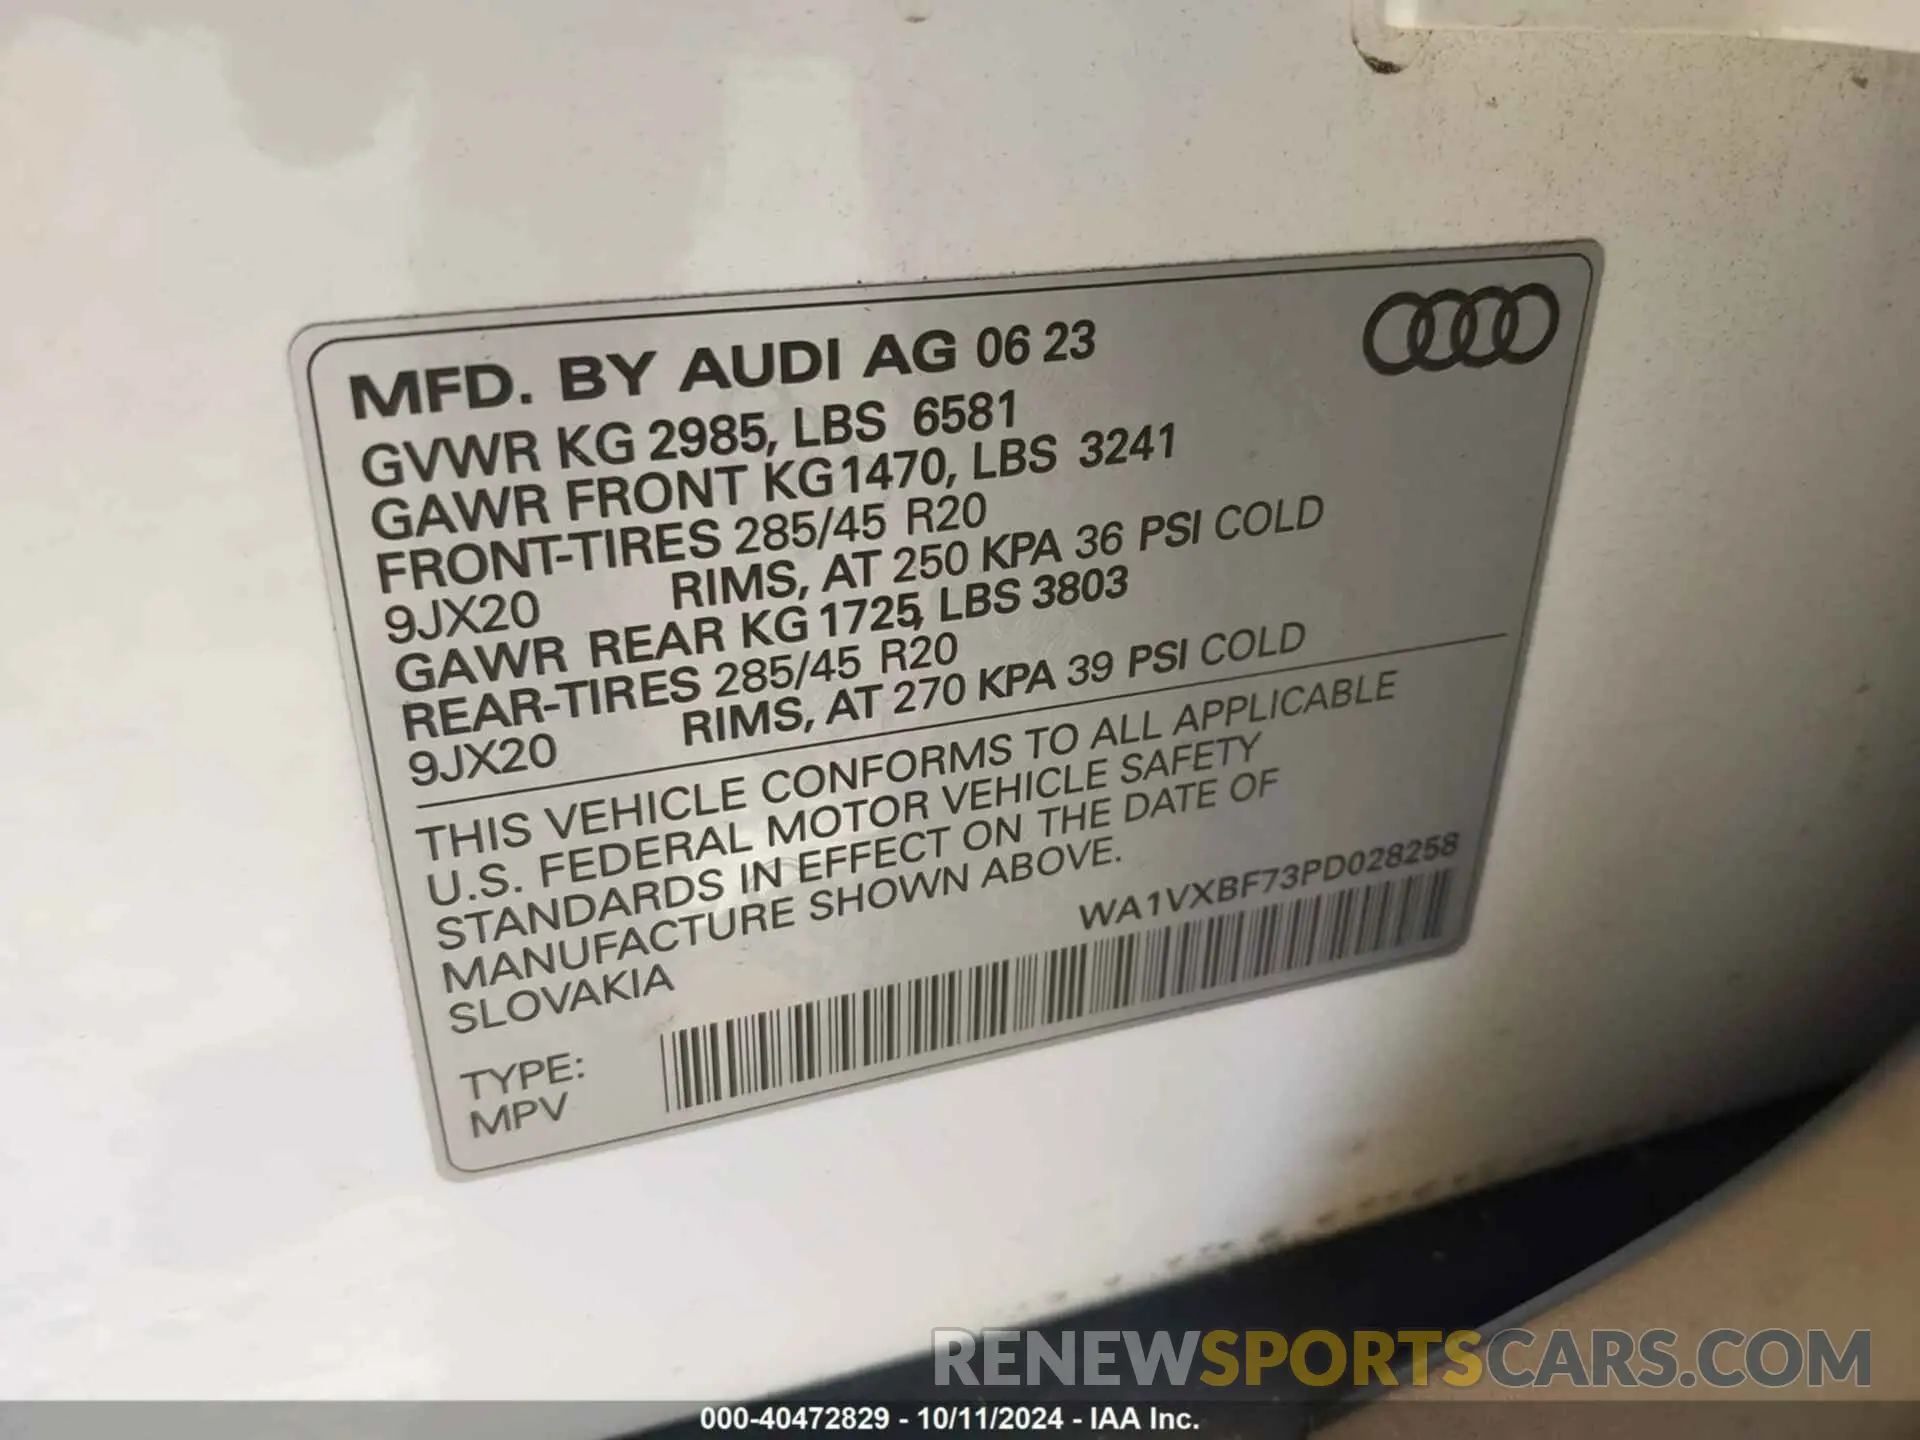 MFD. BY AUDI AG 06 23
GVWR KG 2985, LBS 6581
GAWR FRONT KG 1470, LBS 3241
FRONT-TIRES 285/45 R20
9JX20 RIMS, AT 250 KPA 36 PSI COLD
GAWR REAR KG 1725, LBS 3803
REAR-TIRES 285/45 R20
9JX20 RIMS, AT 270 KPA 39 PSI COLD
THIS VEHICLE CONFORMS TO ALL APPLICABLE
U.S. FEDERAL MOTOR VEHICLE SAFETY
STANDARDS IN EFFECT ON THE DATE OF
MANUFACTURE SHOWN ABOVE.
SLOVAKIA
WA1VXBF73PD028258
TYPE:
MPV
RENEWSPORTSCARS.COM
000-40472829 - 10/11/2024 - IAA Inc.